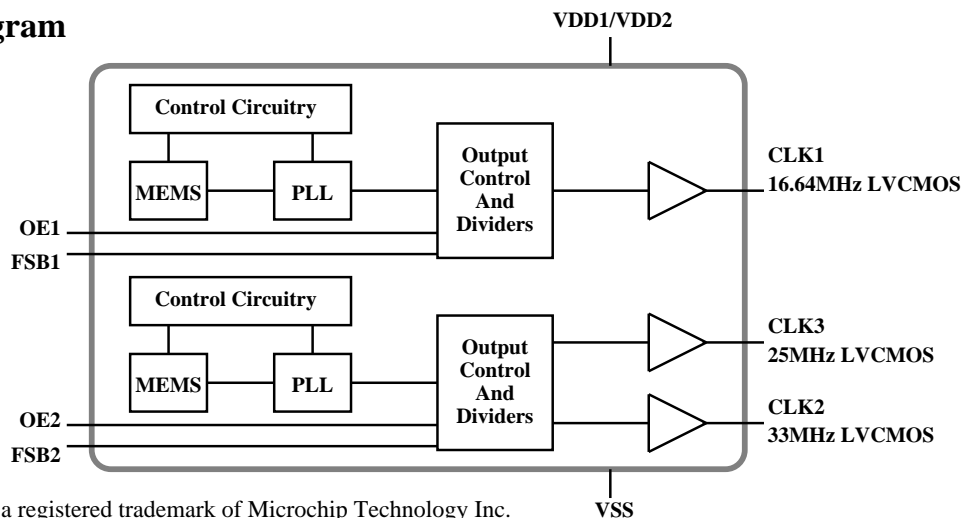 gram
VDD1/VDD2
Control Circuitry
MEMS
PLL
Output
Control
And
Dividers
CLK1
16.64MHz LVCMOS
OE1
FSB1
Control Circuitry
MEMS
PLL
Output
Control
And
Dividers
CLK3
25MHz LVCMOS
CLK2
33MHz LVCMOS
OE2
FSB2
a registered trademark of Microchip Technology Inc.
VSS